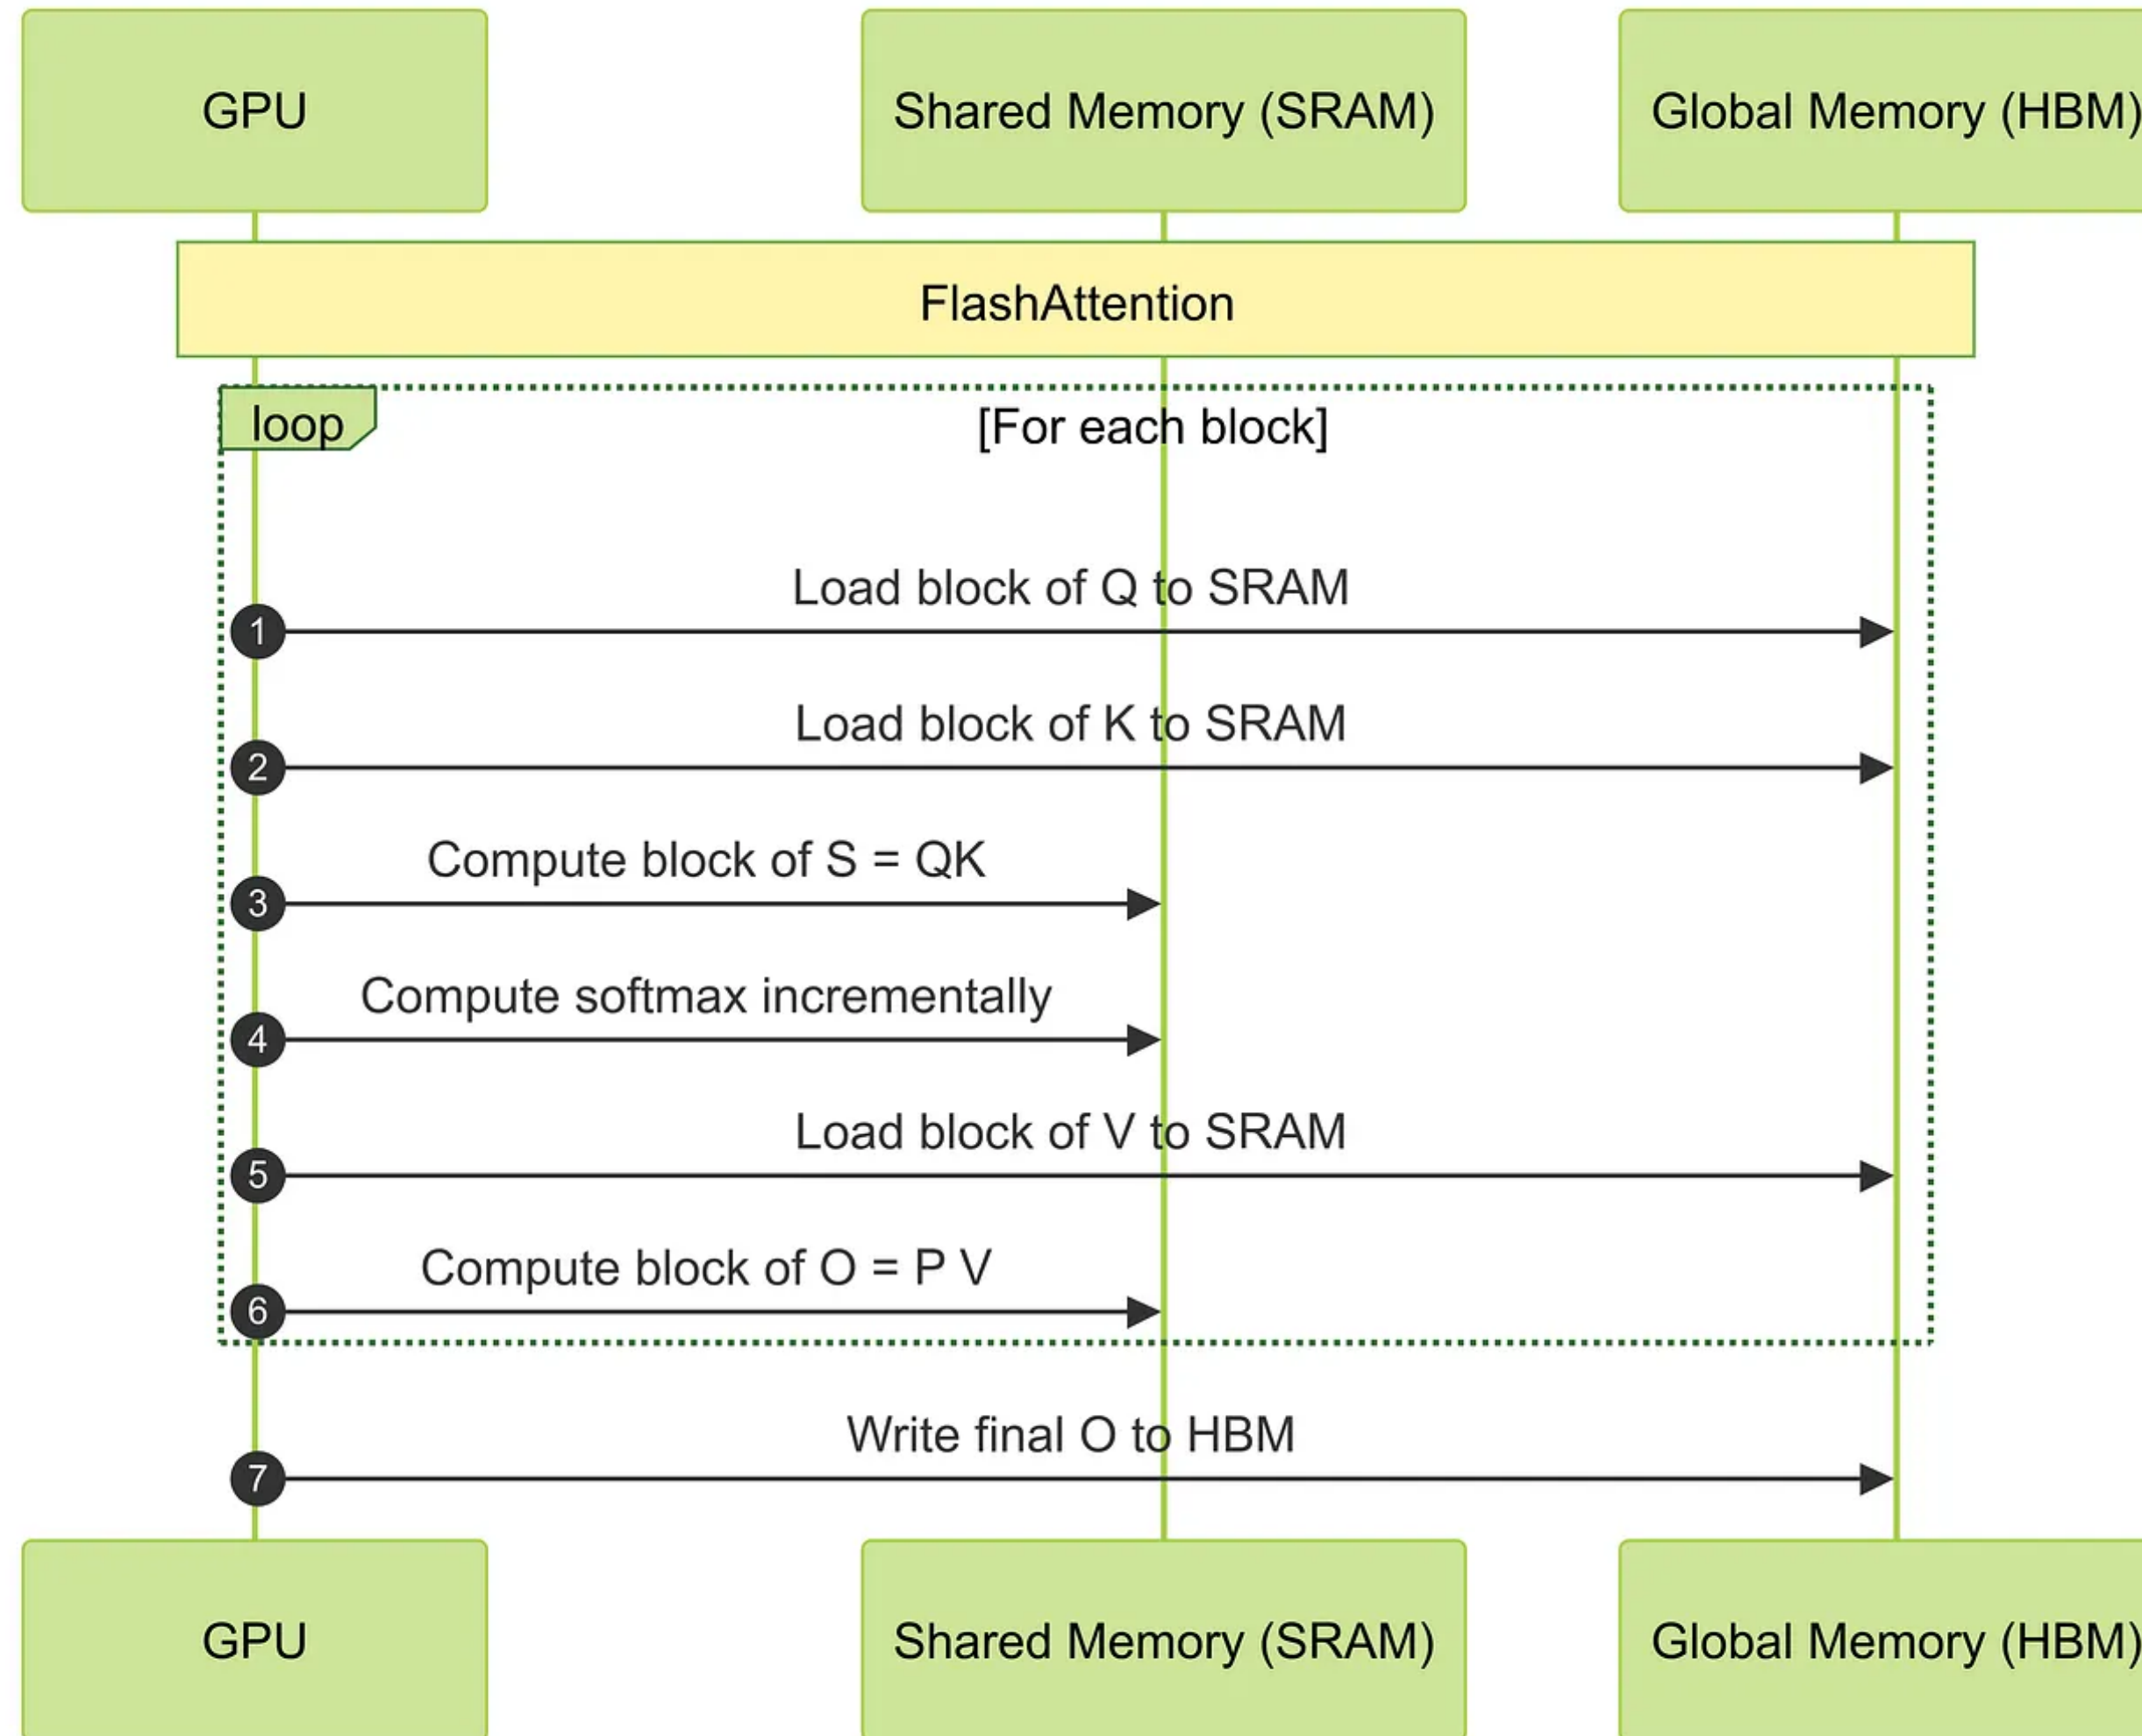 GPU
Shared Memory (SRAM)
Global Memory (HBM)
FlashAttention
loop
[For each block]
Load block of Q to SRAM
1
Load block of K to SRAM
2
Compute block of S = QK
3
Compute softmax incrementally
4
Load block of V to SRAM
5
Compute block of O = P V
6
Write final O to HBM
7
GPU
Shared Memory (SRAM)
Global Memory (HBM)